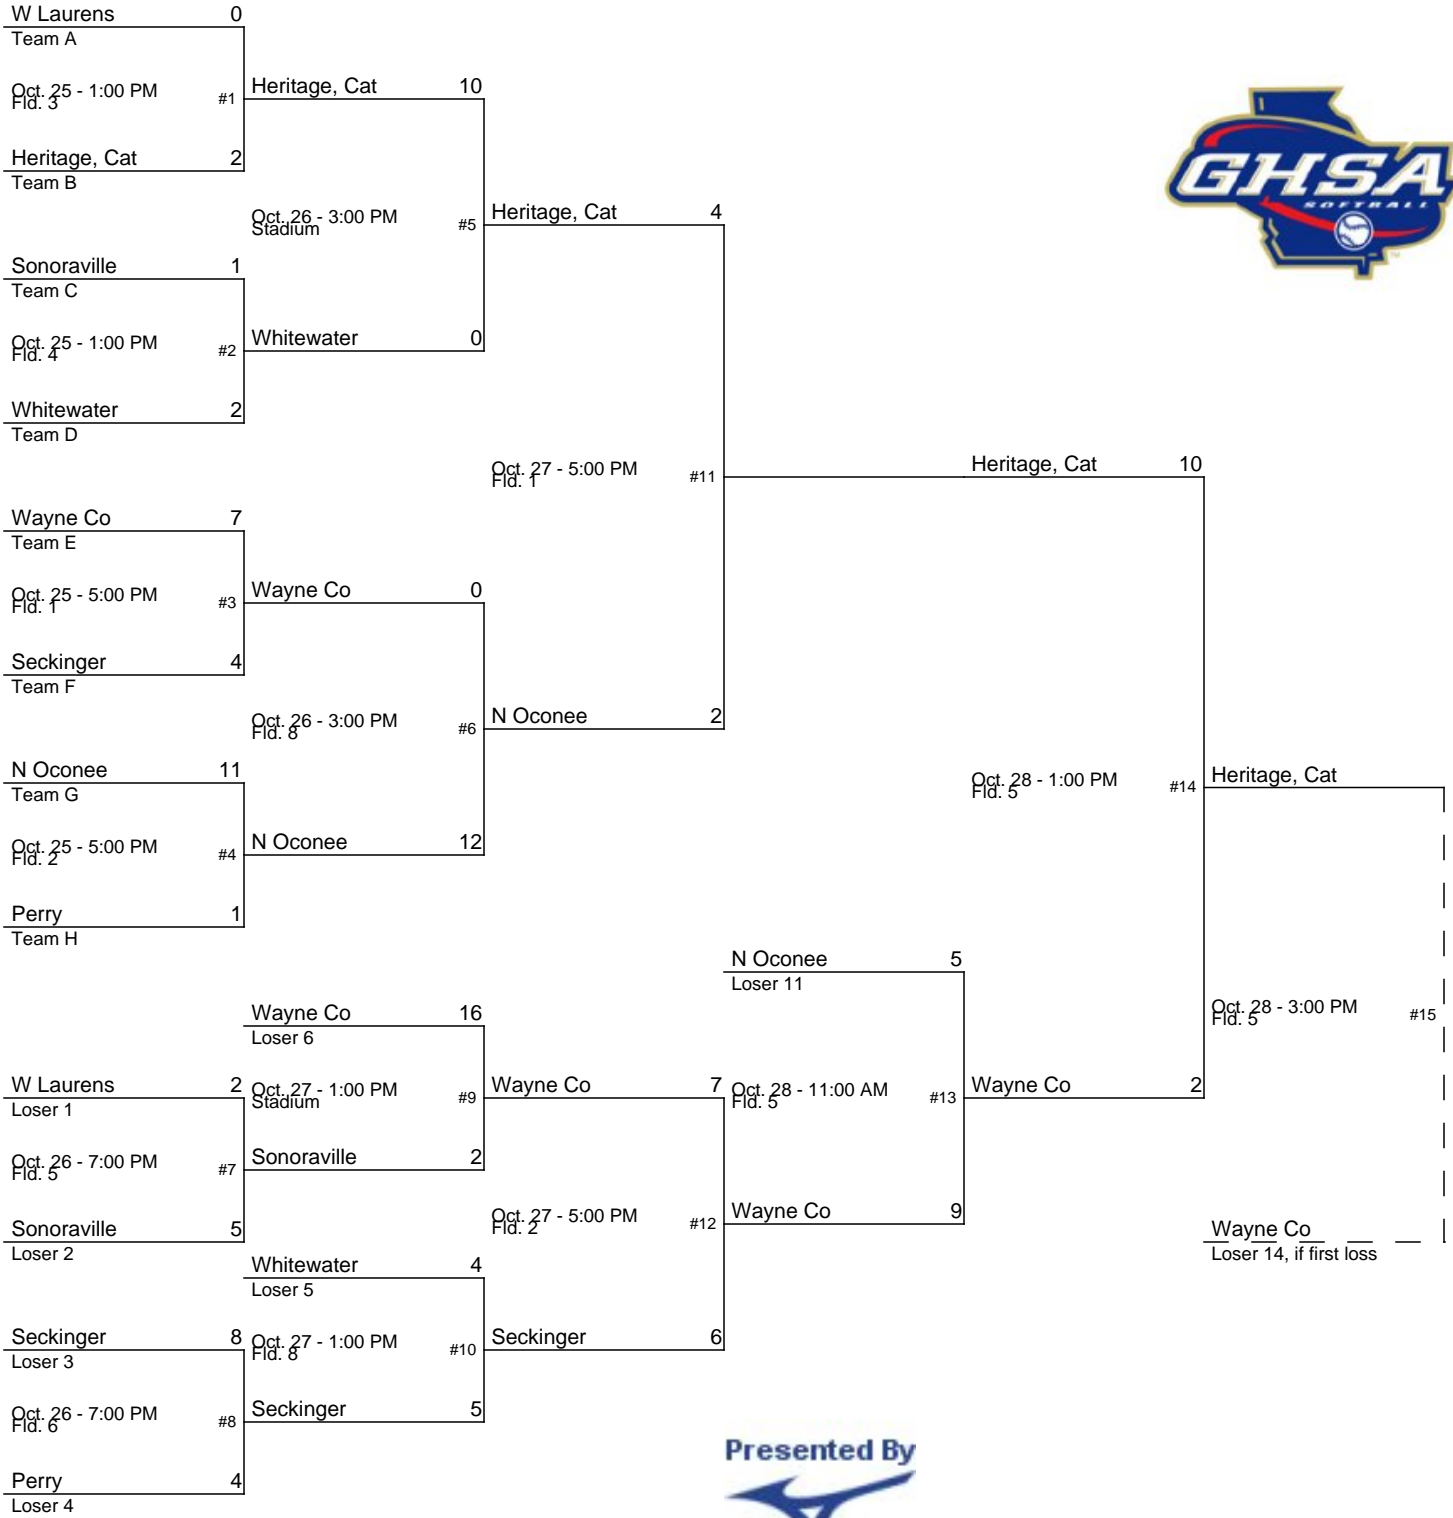 W Laurens 0
Team A
Oct. 25 - 1:00 PM
Fld. 3
#1
Heritage, Cat 2
Team B
Sonoraville 1
Team C
Oct. 25 - 1:00 PM
Fld. 4
#2
Whitewater 2
Team D
Wayne Co 7
Team E
Oct. 25 - 5:00 PM
Fld. 1
#3
Seckinger 4
Team F
N Oconee 11
Team G
Oct. 25 - 5:00 PM
Fld. 2
#4
Perry 1
Team H
Heritage, Cat 10
Oct. 26 - 3:00 PM
Stadium
#5
Whitewater 0
Wayne Co 0
Oct. 26 - 3:00 PM
Fld. 8
#6
N Oconee 12
Heritage, Cat 4
Oct. 27 - 5:00 PM
Fld. 1
#11
N Oconee 2
W Laurens 2
Loser 1
Oct. 26 - 7:00 PM
Fld. 5
#7
Sonoraville 5
Loser 2
Seckinger 8
Loser 3
Oct. 26 - 7:00 PM
Fld. 6
#8
Perry 4
Loser 4
Wayne Co 16
Loser 6
Oct. 27 - 1:00 PM
Stadium
#9
Sonoraville 2
Whitewater 4
Loser 5
Oct. 27 - 1:00 PM
Fld. 8
#10
Seckinger 5
Wayne Co 7
Oct. 27 - 5:00 PM
Fld. 2
#12
Seckinger 6
N Oconee 5
Loser 11
Oct. 28 - 11:00 AM
Fld. 5
#13
Wayne Co 9
Heritage, Cat 10
Oct. 28 - 1:00 PM
Fld. 5
#14
Wayne Co 2
Heritage, Cat
Oct. 28 - 3:00 PM
Fld. 5
#15
Wayne Co
Loser 14, if first loss
GHSA
SOFTBALL
TM
Presented By